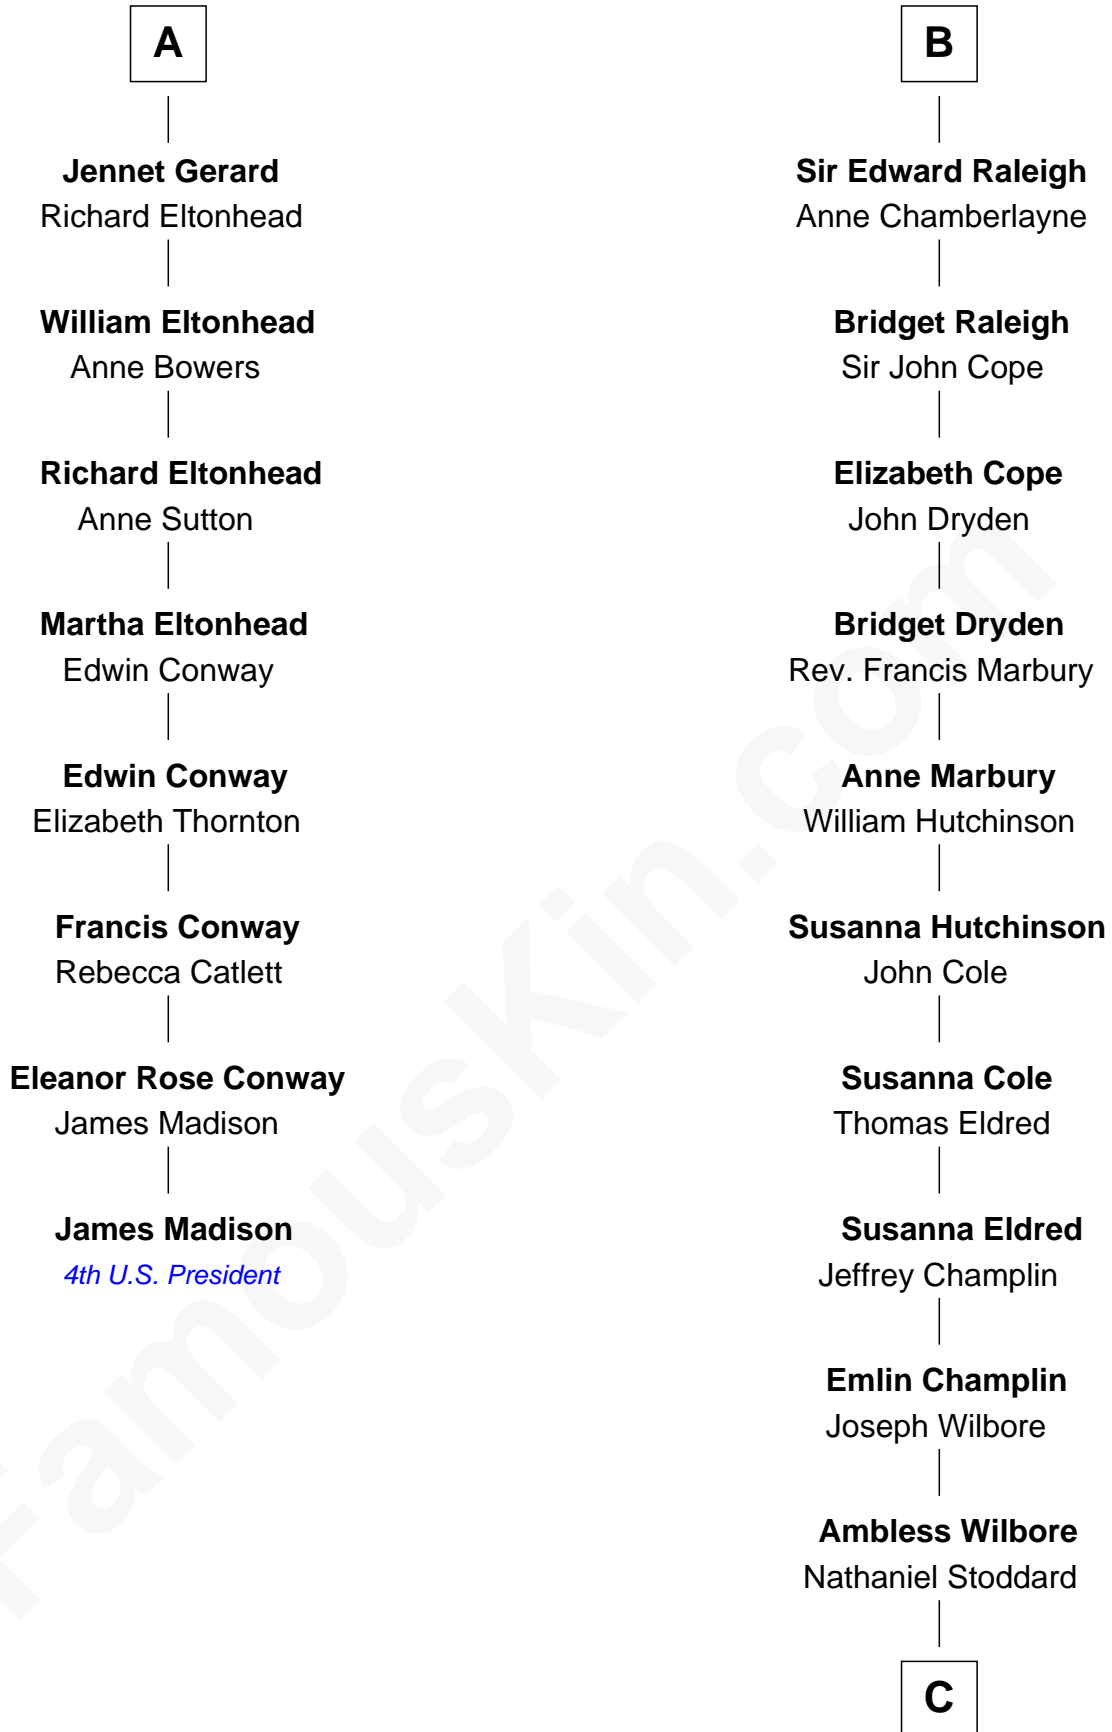 A
Jennet Gerard
Richard Eltonhead
William Eltonhead
Anne Bowers
Richard Eltonhead
Anne Sutton
Martha Eltonhead
Edwin Conway
Edwin Conway
Elizabeth Thornton
Francis Conway
Rebecca Catlett
Eleanor Rose Conway
James Madison
James Madison
4th U.S. President
B
Sir Edward Raleigh
Anne Chamberlayne
Bridget Raleigh
Sir John Cope
Elizabeth Cope
John Dryden
Bridget Dryden
Rev. Francis Marbury
Anne Marbury
William Hutchinson
Susanna Hutchinson
John Cole
Susanna Cole
Thomas Eldred
Susanna Eldred
Jeffrey Champlin
Emlin Champlin
Joseph Wilbore
Ambless Wilbore
Nathaniel Stoddard
C
FamousKin.com